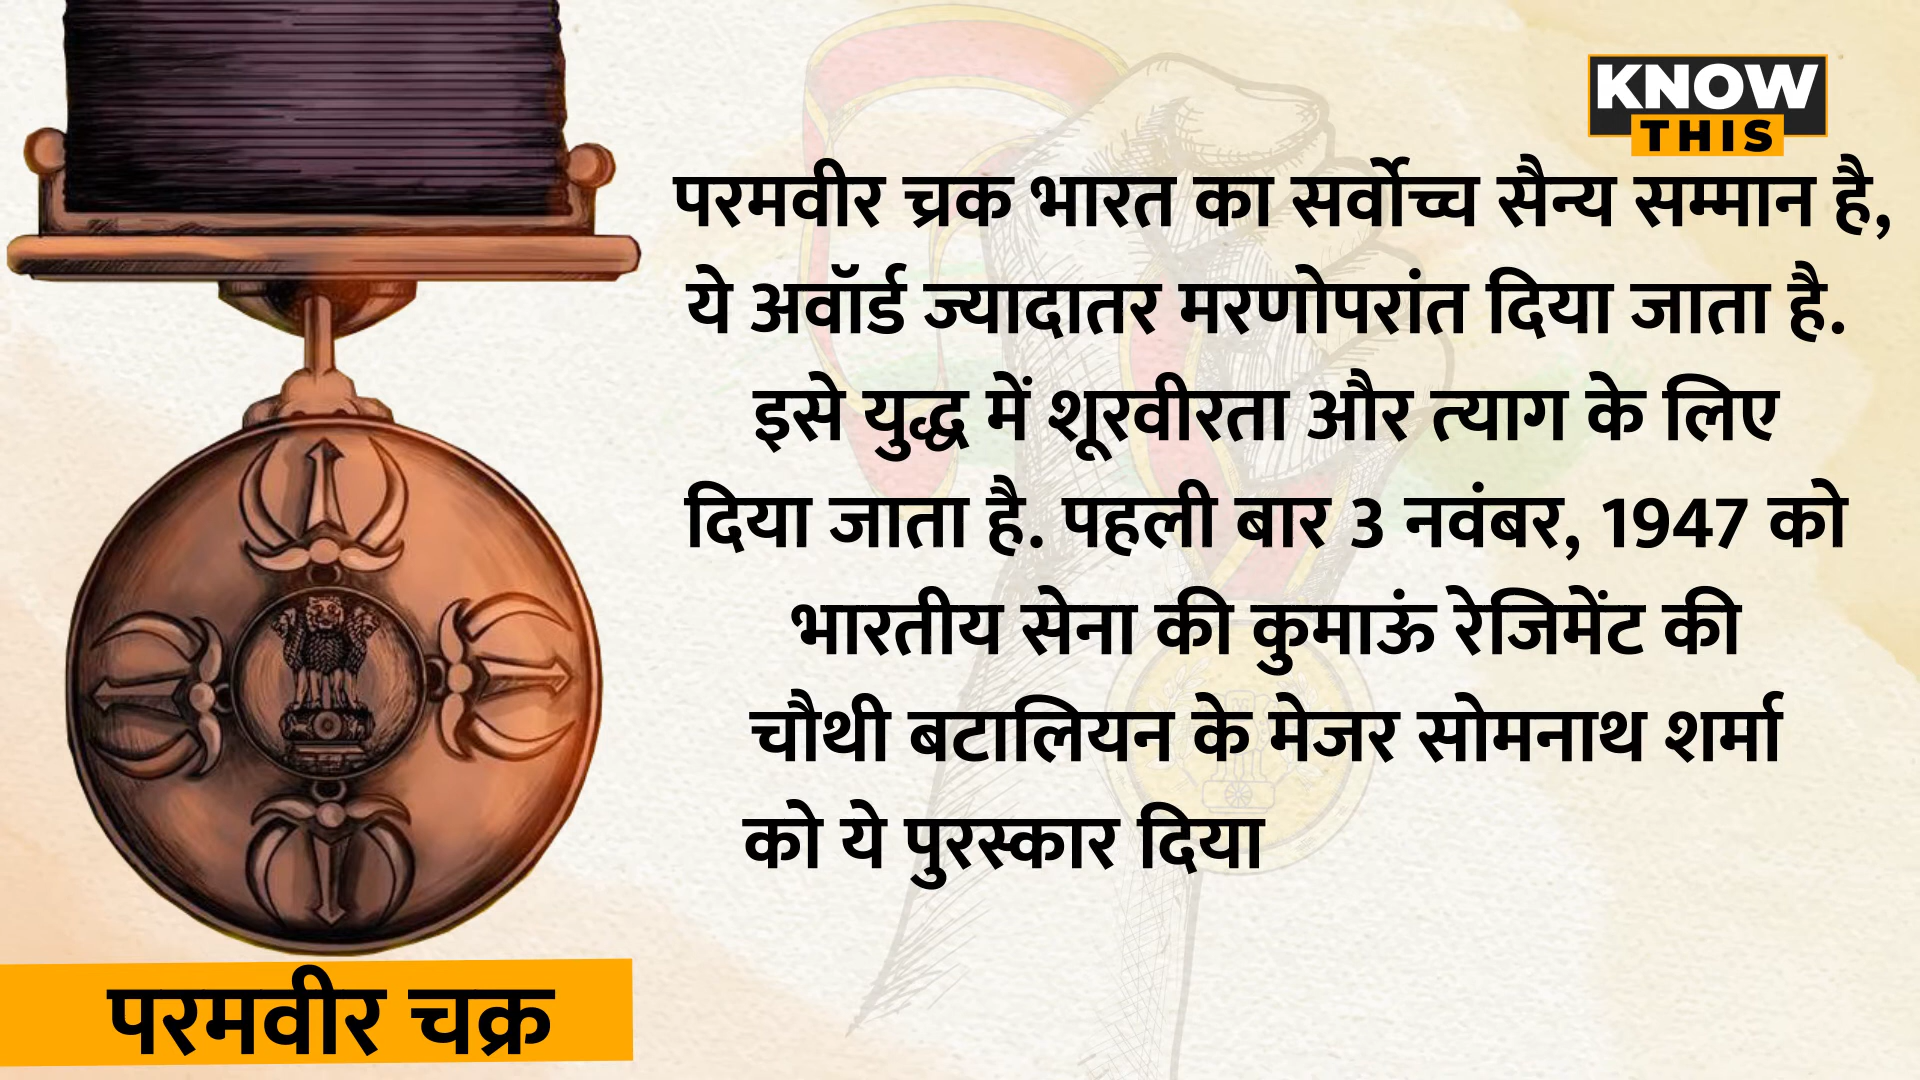 KNOW
THIS
परमवीर च्रक भारत का सर्वोच्च सैन्य सम्मान है,
ये अवॉर्ड ज्यादातर मरणोपरांत दिया जाता है.
इसे युद्ध में शूरवीरता और त्याग के लिए
दिया जाता है. पहली बार 3 नवंबर, 1947 को
भारतीय सेना की कुमाऊं रेजिमेंट की
चौथी बटालियन के मेजर सोमनाथ शर्मा
को ये पुरस्कार दिया
परमवीर चक्र